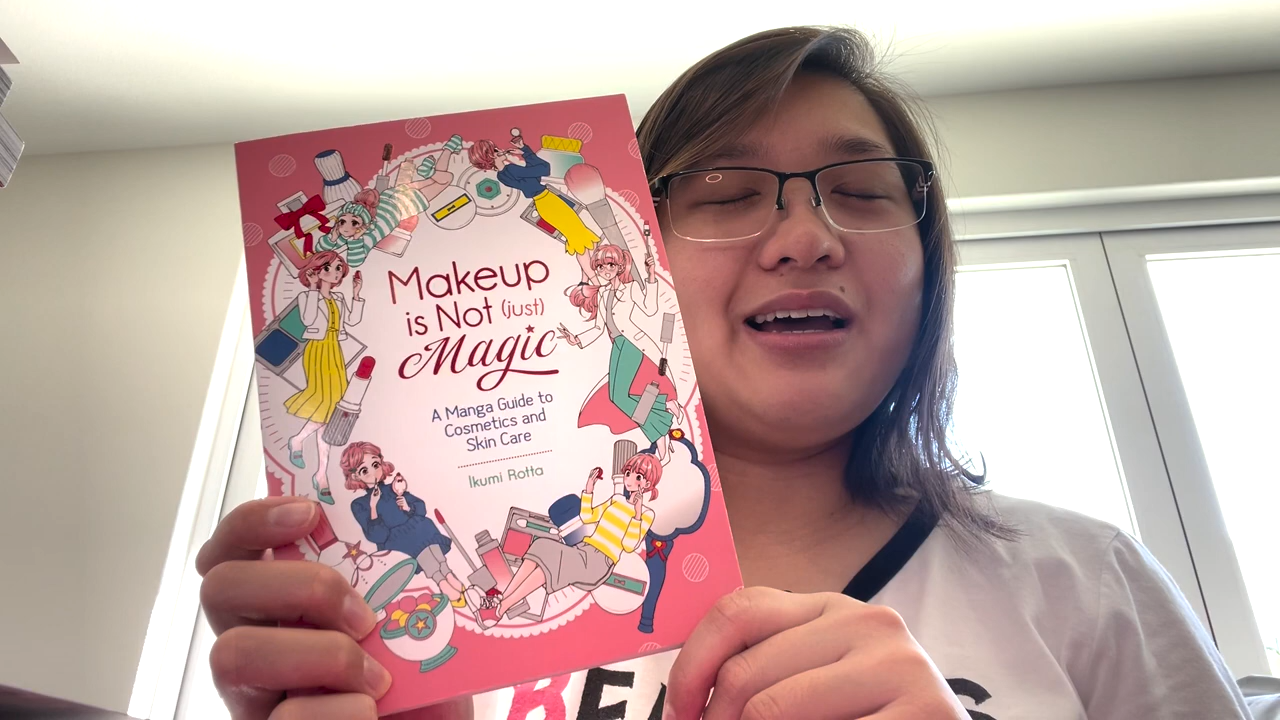 Makeup
is Not (just)
Magic
A Manga Guide to
Cosmetics and
Skin Care
Ikumi Rotta